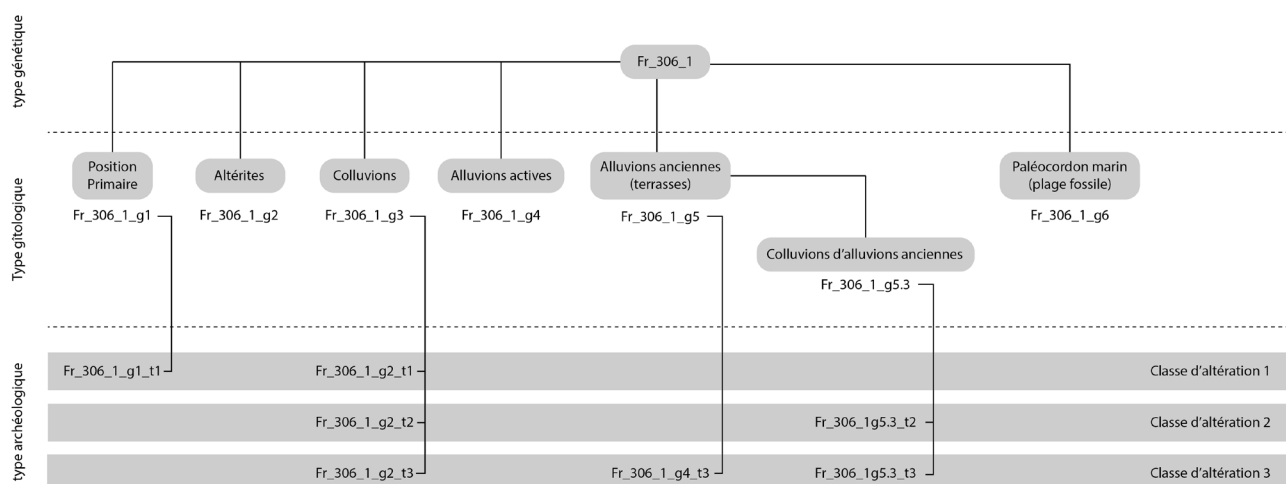 type génétique
Fr_306_1
Type gîtologique
Position
Primaire
Altérites
Colluvions
Alluvions actives
Alluvions anciennes
(terrasses)
Paléocordon marin
(plage fossile)
Fr_306_1_g1
Fr_306_1_g2
Fr_306_1_g3
Fr_306_1_g4
Fr_306_1_g5
Fr_306_1_g6
Colluvions d'alluvions anciennes
Fr_306_1_g5.3
type archéologique
Fr_306_1_g1_t1
Fr_306_1_g2_t1
Classe d'altération 1
Fr_306_1_g2_t2
Fr_306_1g5.3_t2
Classe d'altération 2
Fr_306_1_g2_t3
Fr_306_1_g4_t3
Fr_306_1g5.3_t3
Classe d'altération 3